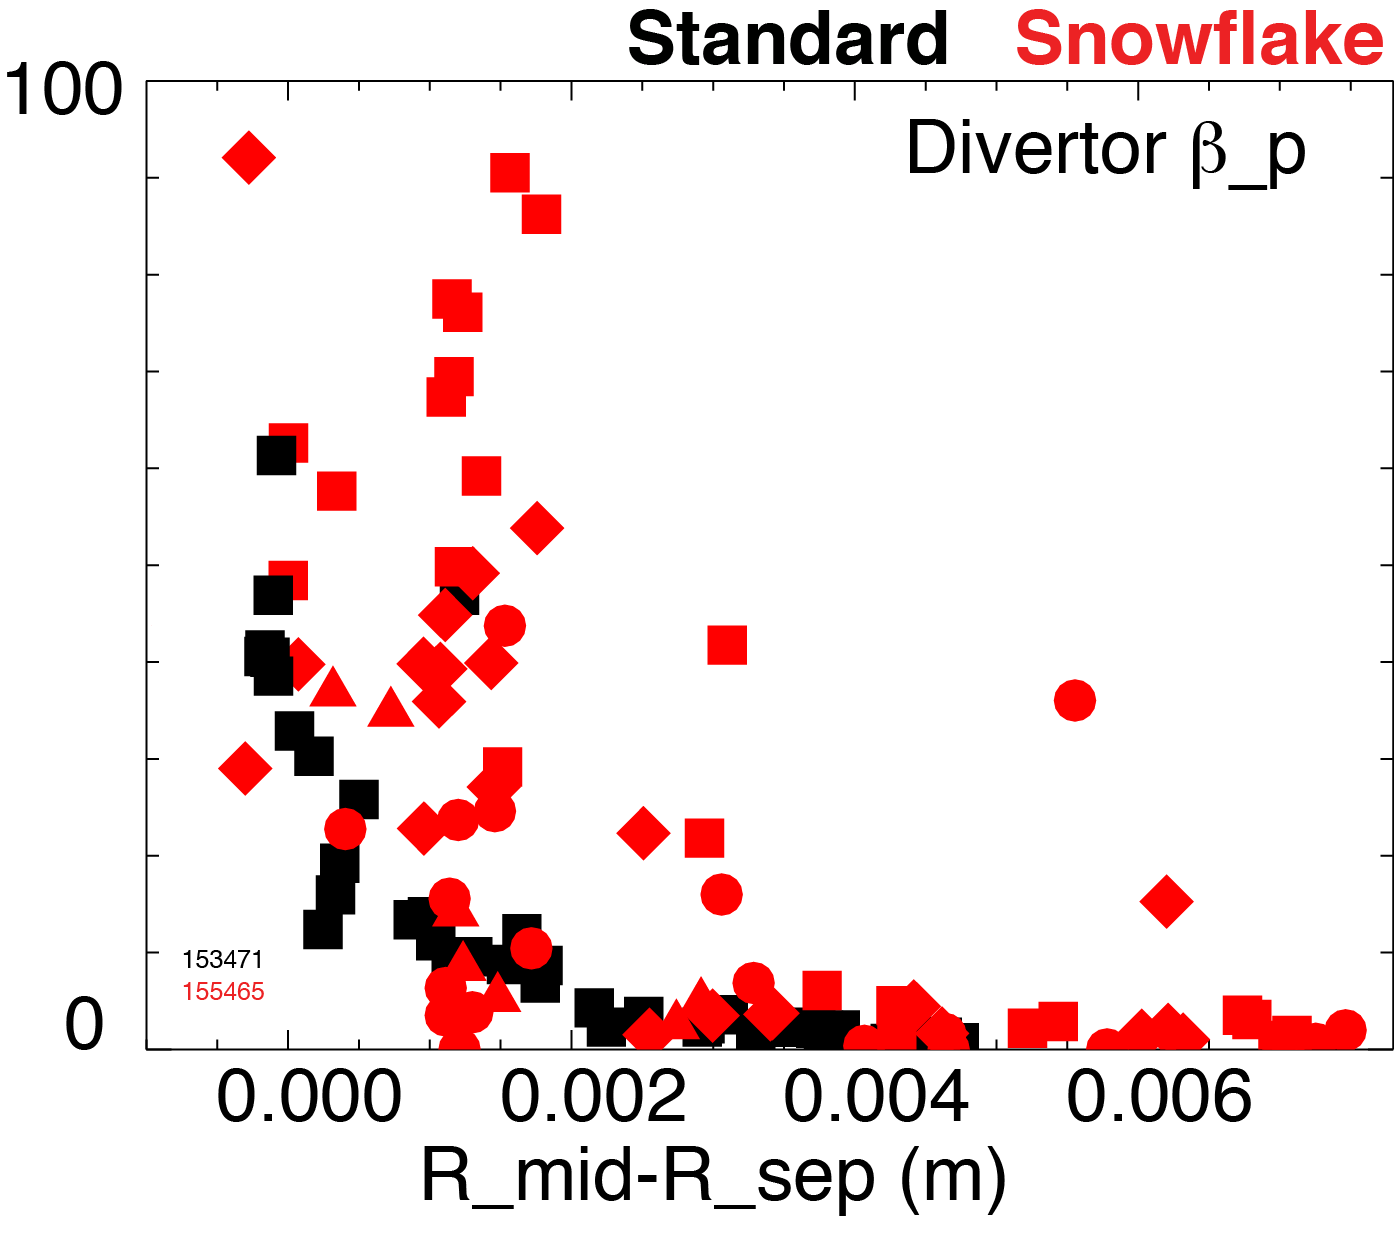 Standard Snowflake
100
Divertor β_p
153471
155465
0
0.000 0.002 0.004 0.006
R_mid-R_sep (m)